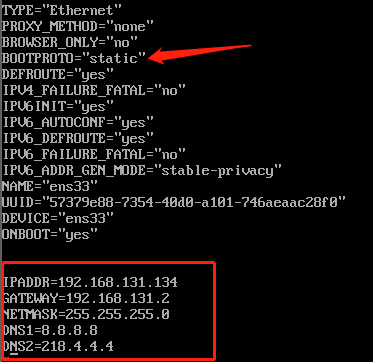 TYPE="Ethernet"
PROXY_METHOD="none"
BROWSER_ONLY="no"
BOOTPROTO="static"
DEFROUTE="yes"
IPV4_FAILURE_FATAL="no"
IPV6INIT="yes"
IPV6_AUTOCONF="yes"
IPV6_DEFROUTE="yes"
IPV6_FAILURE_FATAL="no"
IPV6_ADDR_GEN_MODE="stable-privacy"
NAME="ens33"
UUID="57379e88-7354-40d0-a101-746aeaac28f0"
DEVICE="ens33"
ONBOOT="yes"
IPADDR=192.168.131.134
GATEWAY=192.168.131.2
NETMASK=255.255.255.0
DNS1=8.8.8.8
DNS2=218.4.4.4